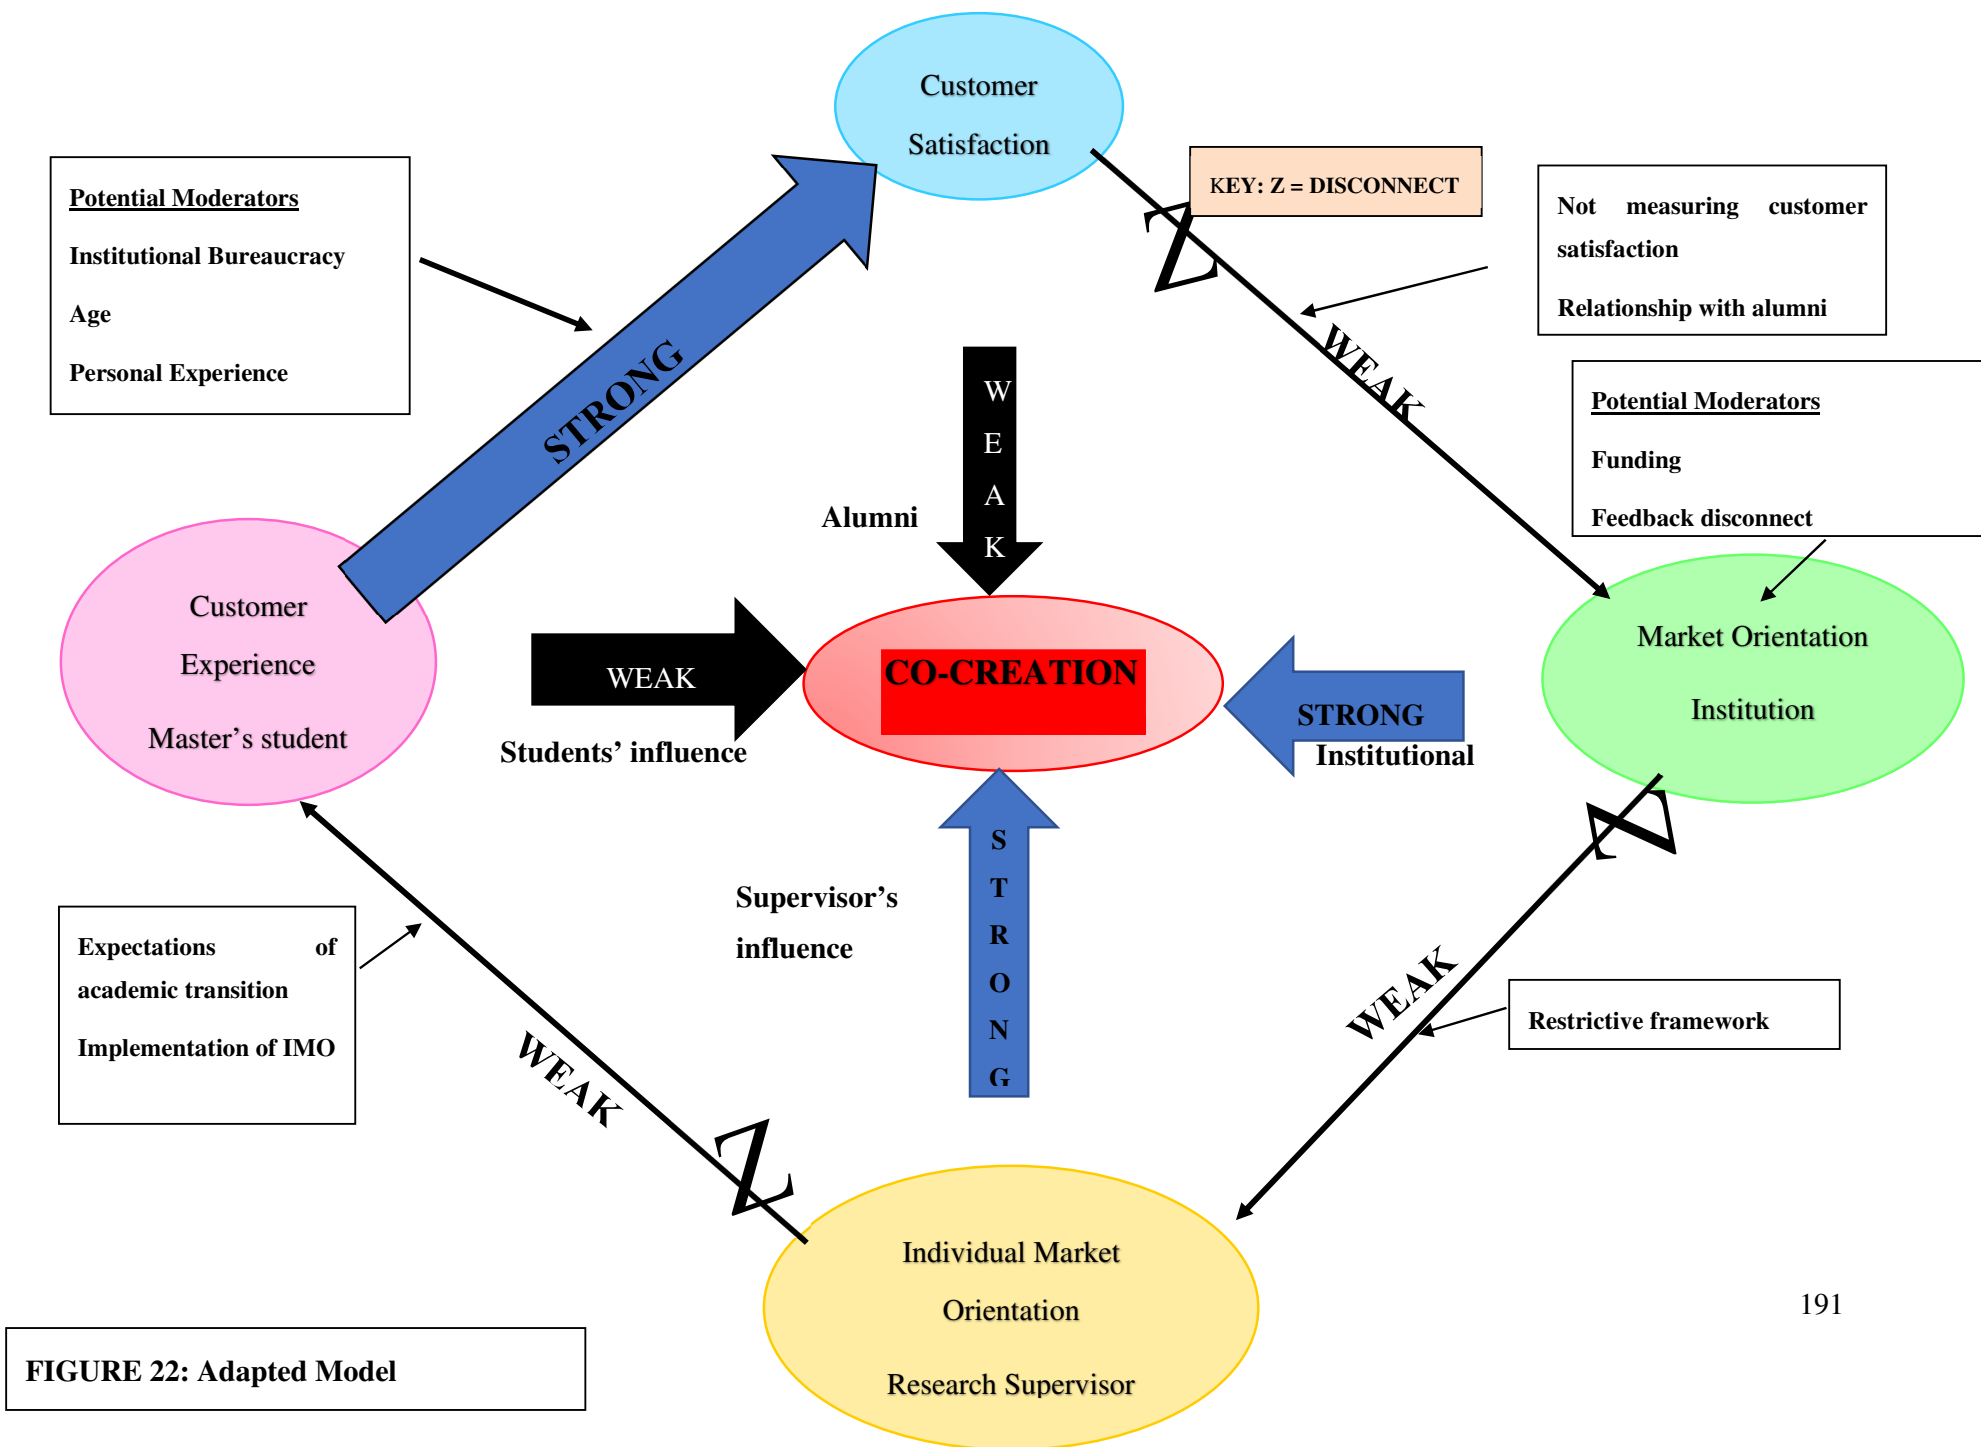 Customer
Satisfaction
KEY: Z = DISCONNECT
Potential Moderators
Institutional Bureaucracy
Age
Personal Experience
Not measuring customer
satisfaction
Relationship with alumni
Z
STRONG
WEAK
Potential Moderators
Funding
Feedback disconnect
WEAK
Alumni
Customer
Experience
Master’s student
WEAK
Students’ influence
CO-CREATION
STRONG
Institutional
Market Orientation
Institution
Z
Supervisor’s
influence
STRONG
Expectations of
academic transition
Implementation of IMO
WEAK
Z
WEAK
Restrictive framework
Individual Market
Orientation
Research Supervisor
191
FIGURE 22: Adapted Model